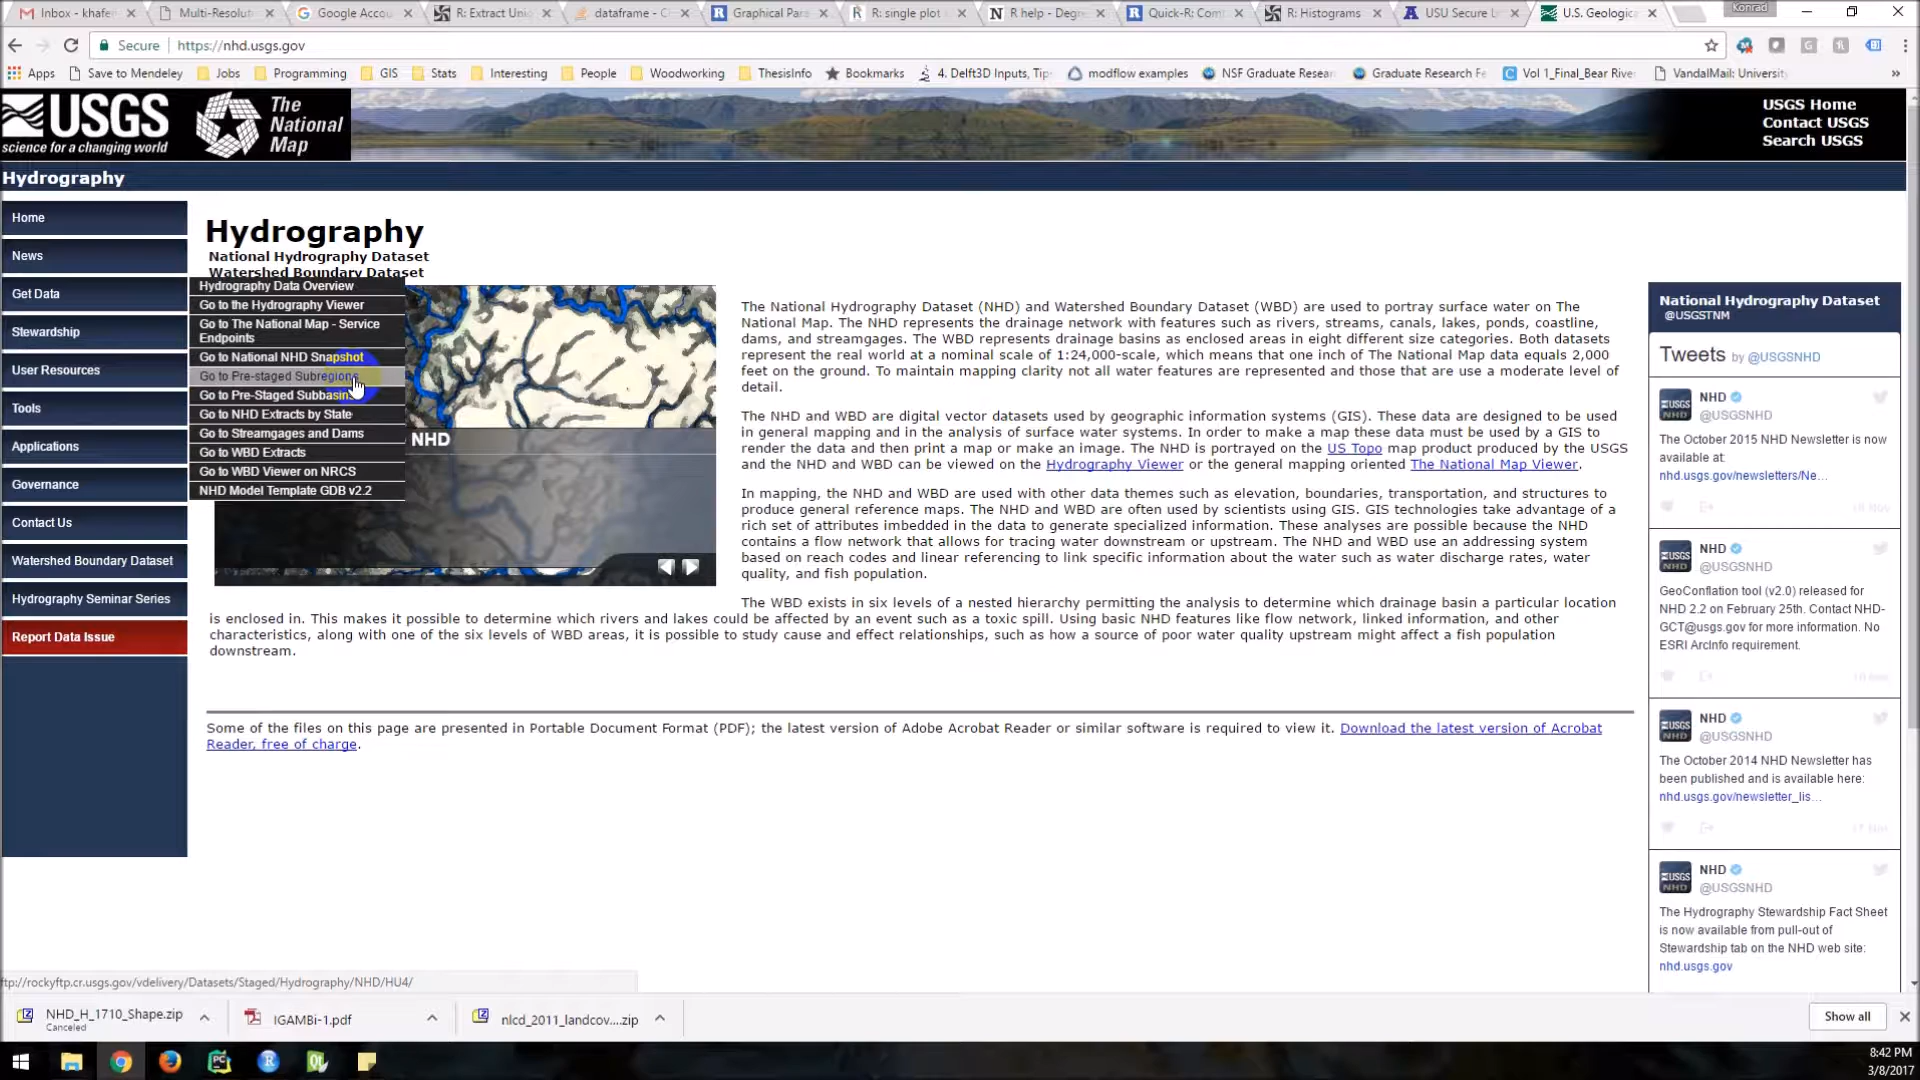 Inbox - khafe
Multi-Resolut
Google Accou
R: Extract Uni
dataframe - C
Graphical Par
R: single plot
R help - Degr
Quick-R: Com
R: Histograms
USU Secure L
U.S. Geologic
Konrad
Secure | https://nhd.usgs.gov
Apps
Save to Mendeley
Jobs
Programming
GIS
Stats
Interesting
People
Woodworking
ThesisInfo
Bookmarks
4. Delft3D Inputs, Tip
modflow examples
NSF Graduate Resear
Graduate Research Fe
Vol 1_Final_Bear Rive
VandalMail: Universit
»
USGS
science for a changing world
The
National
Map
USGS Home
Contact USGS
Search USGS
Hydrography
Home
News
Get Data
Stewardship
User Resources
Tools
Applications
Governance
Contact Us
Watershed Boundary Dataset
Hydrography Seminar Series
Report Data Issue
Hydrography
National Hydrography Dataset
Watershed Boundary Dataset
Hydrography Data Overview
Go to the Hydrography Viewer
Go to The National Map - Service
Endpoints
Go to National NHD Snapshot
Go to Pre-staged Subregions
Go to Pre-Staged Subbasins
Go to NHD Extracts by State
Go to Streamgages and Dams
Go to WBD Extracts
Go to WBD Viewer on NRCS
NHD Model Template GDB v2.2
NHD
The National Hydrography Dataset (NHD) and Watershed Boundary Dataset (WBD) are used to portray surface water on The
National Map. The NHD represents the drainage network with features such as rivers, streams, canals, lakes, ponds, coastline,
dams, and streamgages. The WBD represents drainage basins as enclosed areas in eight different size categories. Both datasets
represent the real world at a nominal scale of 1:24,000-scale, which means that one inch of The National Map data equals 2,000
feet on the ground. To maintain mapping clarity not all water features are represented and those that are use a moderate level of
detail.
The NHD and WBD are digital vector datasets used by geographic information systems (GIS). These data are designed to be used
in general mapping and in the analysis of surface water systems. In order to make a map these data must be used by a GIS to
render the data and then print a map or make an image. The NHD is portrayed on the US Topo map product produced by the USGS
and the NHD and WBD can be viewed on the Hydrography Viewer or the general mapping oriented The National Map Viewer.
In mapping, the NHD and WBD are used with other data themes such as elevation, boundaries, transportation, and structures to
produce general reference maps. The NHD and WBD are often used by scientists using GIS. GIS technologies take advantage of a
rich set of attributes imbedded in the data to generate specialized information. These analyses are possible because the NHD
contains a flow network that allows for tracing water downstream or upstream. The NHD and WBD use an addressing system
based on reach codes and linear referencing to link specific information about the water such as water discharge rates, water
quality, and fish population.
The WBD exists in six levels of a nested hierarchy permitting the analysis to determine which drainage basin a particular location
is enclosed in. This makes it possible to determine which rivers and lakes could be affected by an event such as a toxic spill. Using basic NHD features like flow network, linked information, and other
characteristics, along with one of the six levels of WBD areas, it is possible to study cause and effect relationships, such as how a source of poor water quality upstream might affect a fish population
downstream.
Some of the files on this page are presented in Portable Document Format (PDF); the latest version of Adobe Acrobat Reader or similar software is required to view it. Download the latest version of Acrobat
Reader, free of charge.
National Hydrography Dataset
@USGSTNM
Tweets by @USGSNHD
NHD
@USGSNHD
The October 2015 NHD Newsletter is now
available at:
nhd.usgs.gov/newsletters/Ne…
NHD
@USGSNHD
GeoConflation tool (v2.0) released for
NHD 2.2 on February 25th. Contact NHD-
GCT@usgs.gov for more information. No
ESRI ArcInfo requirement.
NHD
@USGSNHD
The October 2014 NHD Newsletter has
been published and is available here:
nhd.usgs.gov/newsletter_lis…
NHD
@USGSNHD
The Hydrography Stewardship Fact Sheet
is now available from pull-out of
Stewardship tab on the NHD web site:
nhd.usgs.gov
ftp://rockyftp.cr.usgs.gov/vdelivery/Datasets/Staged/Hydrography/NHD/HU4/
NHD_H_1710_Shape.zip
Canceled
IGAMBi-1.pdf
nlcd_2011_landcov....zip
Show all
8:42 PM
3/8/2017